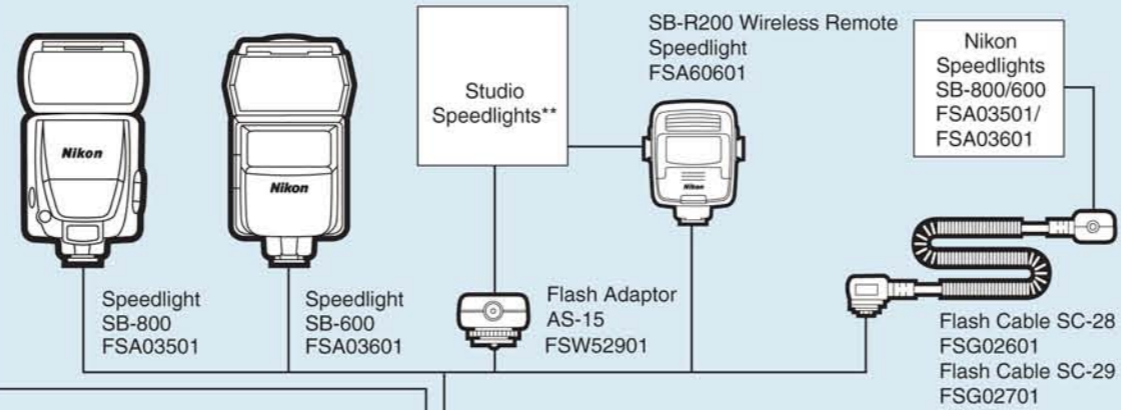 Nikon
Speedlight
SB-800
FSA03501
Nikon
Speedlight
SB-600
FSA03601
Studio
Speedlights**
Flash Adaptor
AS-15
FSW52901
SB-R200 Wireless Remote
Speedlight
FSA60601
Nikon
Nikon
Speedlights
SB-800/600
FSA03501/
FSA03601
Flash Cable SC-28
FSG02601
Flash Cable SC-29
FSG02701